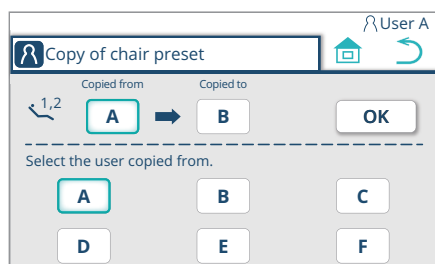 User A
Copy of chair preset
Copied from Copied to
1,2 A B OK
Select the user copied from.
A B C
D E F